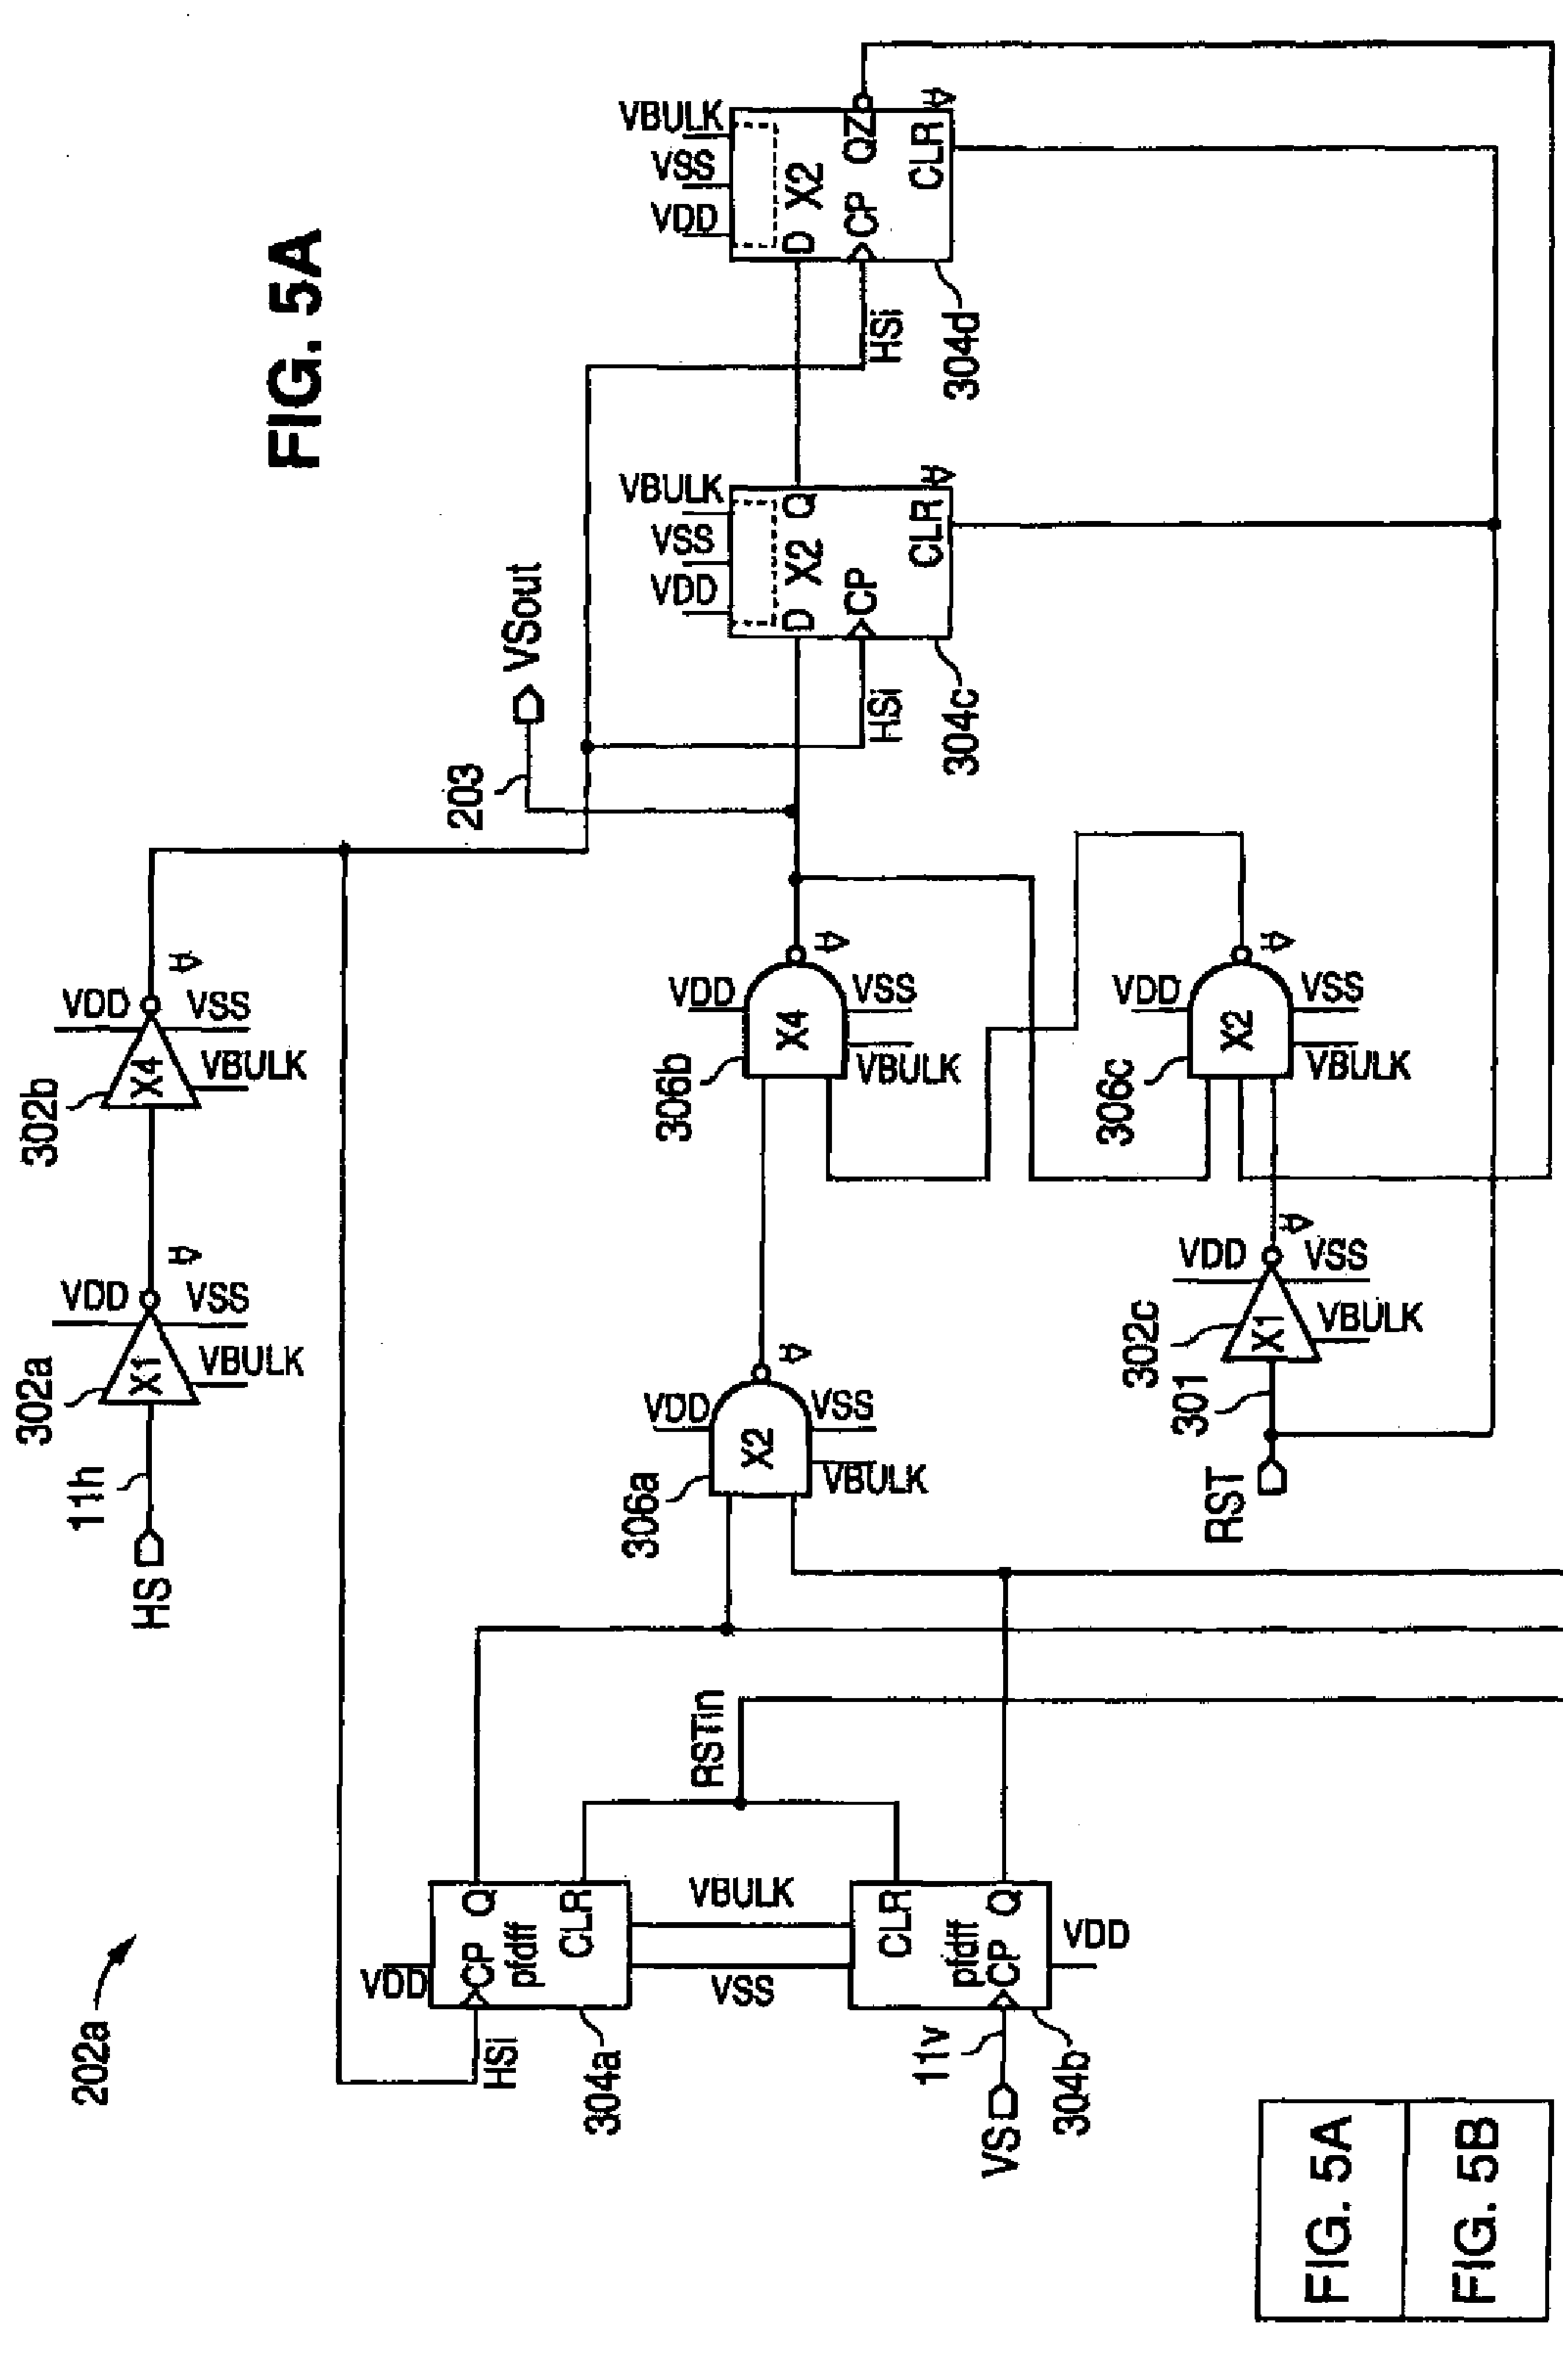 FIG. 5A
202a
HS
11h
302a
X1
VDD
VSS
VBULK
302b
X4
VDD
VSS
VBULK
203
VSout
VDD
CP
Q
pfdff
CLR
HSi
304a
VBULK
VSS
RSTin
CLR
pfdff
CP
Q
VDD
VS
11v
304b
306a
X2
VDD
VSS
VBULK
306b
X4
VDD
VSS
VBULK
VDD
VSS
VBULK
D
X2
Q
CP
CLR
HSi
304c
VDD
VSS
VBULK
D
X2
QZ
CP
CLR
HSi
304d
RST
301
302c
X1
VDD
VSS
VBULK
306c
X2
VDD
VSS
VBULK
FIG. 5A
FIG. 5B